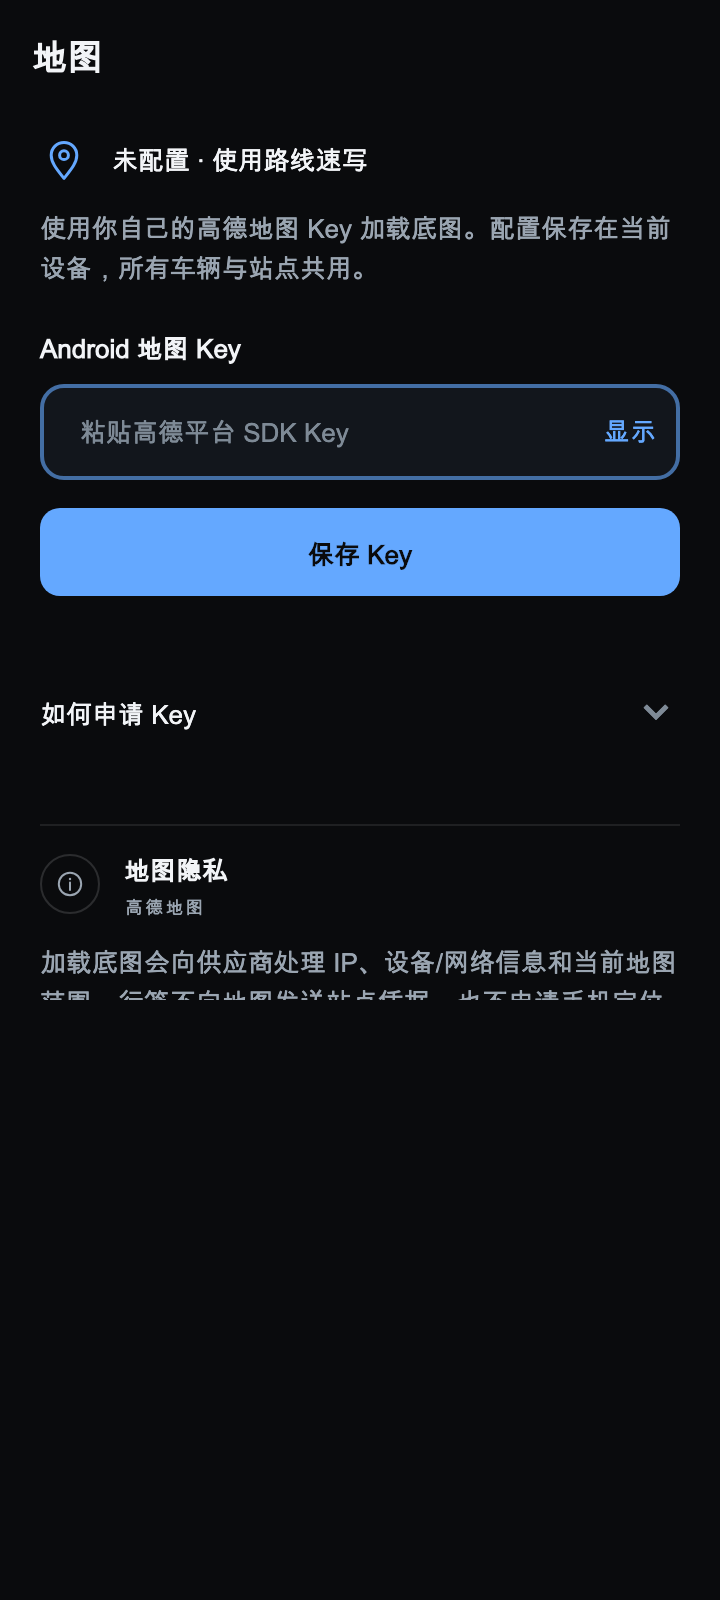 地图
未配置 · 使用路线速写
使用你自己的高德地图 Key 加载底图。配置保存在当前
设备，所有车辆与站点共用。
Android 地图 Key
粘贴高德平台 SDK Key
显示
保存 Key
如何申请 Key
地图隐私
高德地图
加载底图会向供应商处理 IP、设备/网络信息和当前地图